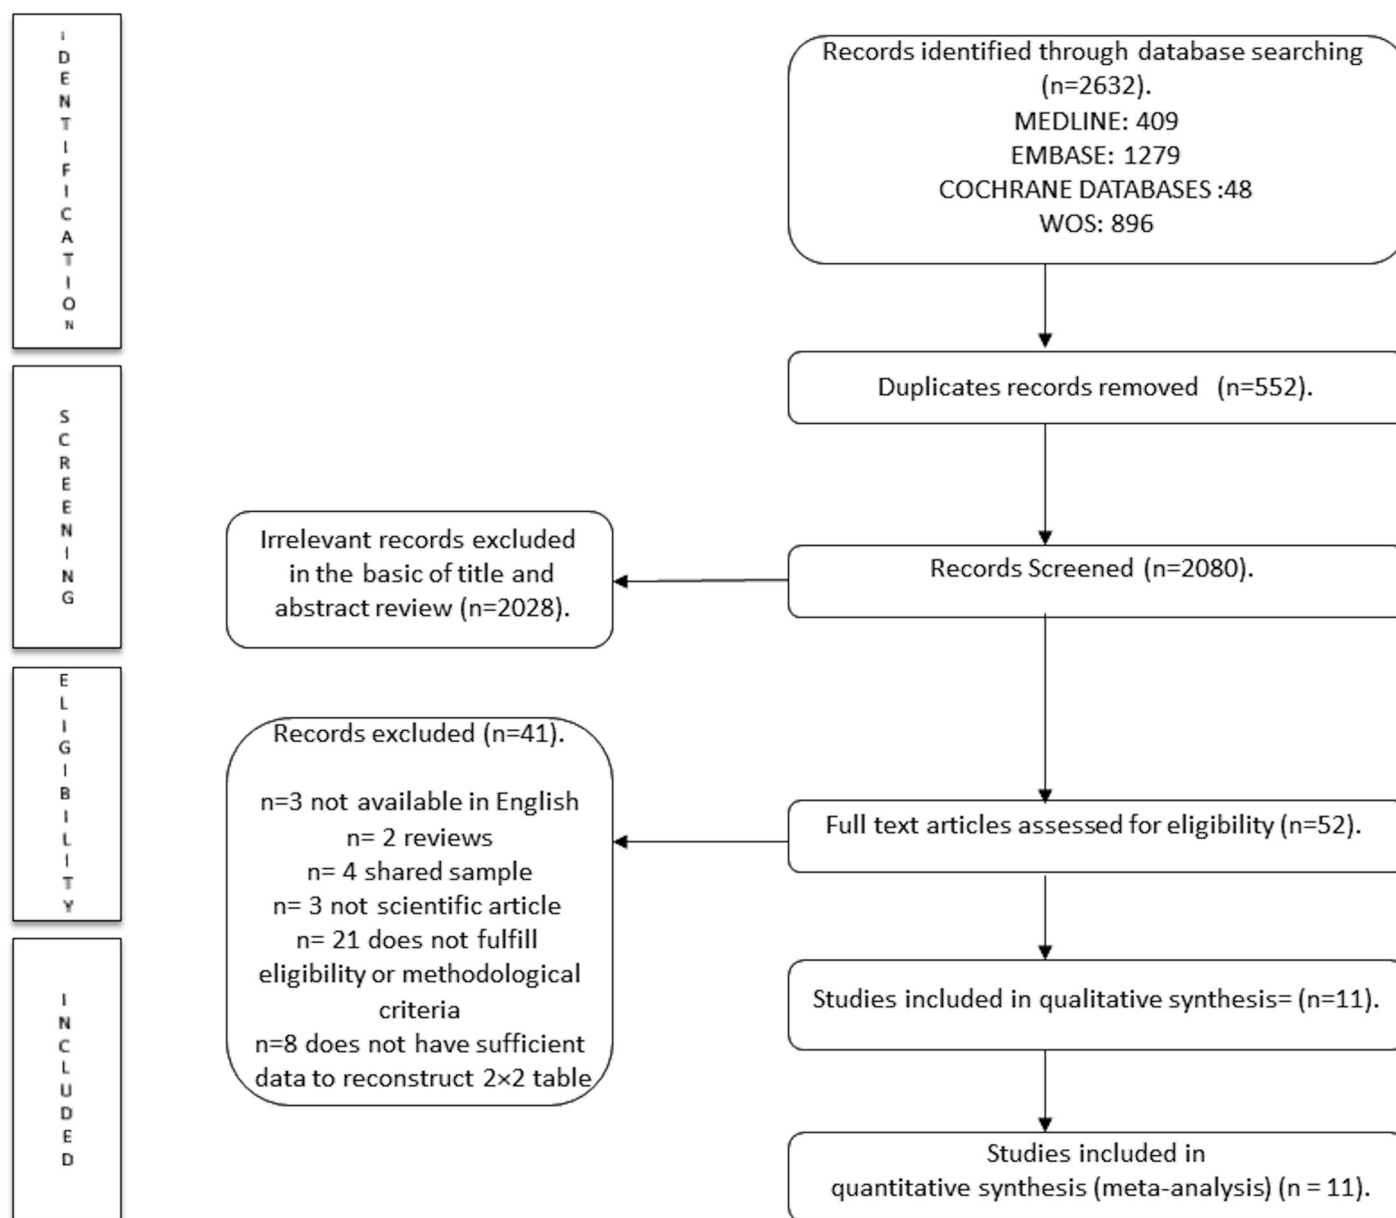 IDENTIFICATION
Records identified through database searching
(n=2632).
MEDLINE: 409
EMBASE: 1279
COCHRANE DATABASES :48
WOS: 896
Duplicates records removed (n=552).
SCREENING
Irrelevant records excluded
in the basic of title and
abstract review (n=2028).
Records Screened (n=2080).
ELIGIBILITY
Records excluded (n=41).
n=3 not available in English
n= 2 reviews
n= 4 shared sample
n= 3 not scientific article
n= 21 does not fulfill
eligibility or methodological
criteria
n=8 does not have sufficient
data to reconstruct 2×2 table
Full text articles assessed for eligibility (n=52).
INCLUDED
Studies included in qualitative synthesis= (n=11).
Studies included in
quantitative synthesis (meta-analysis) (n = 11).